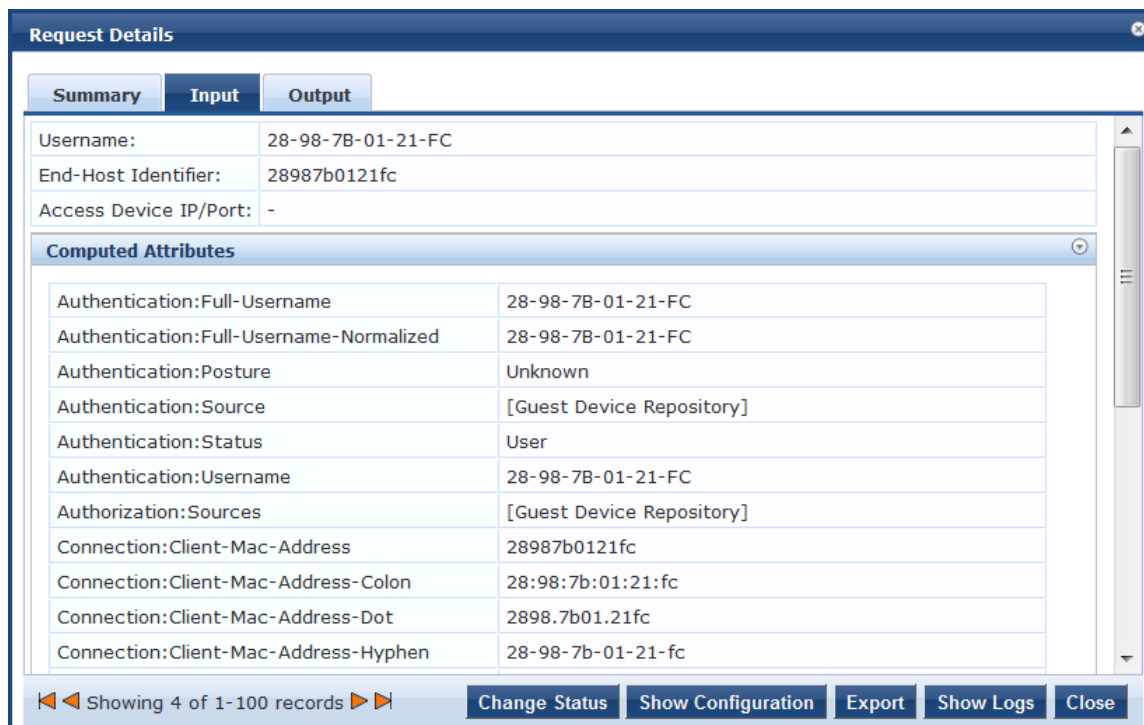 Request Details
Summary Input Output
Username: 28-98-7B-01-21-FC
End-Host Identifier: 28987b0121fc
Access Device IP/Port: -
Computed Attributes
Authentication:Full-Username 28-98-7B-01-21-FC
Authentication:Full-Username-Normalized 28-98-7B-01-21-FC
Authentication:Posture Unknown
Authentication:Source [Guest Device Repository]
Authentication:Status User
Authentication:Username 28-98-7B-01-21-FC
Authorization:Sources [Guest Device Repository]
Connection:Client-Mac-Address 28987b0121fc
Connection:Client-Mac-Address-Colon 28:98:7b:01:21:fc
Connection:Client-Mac-Address-Dot 2898.7b01.21fc
Connection:Client-Mac-Address-Hyphen 28-98-7b-01-21-fc
Showing 4 of 1-100 records Change Status Show Configuration Export Show Logs Close